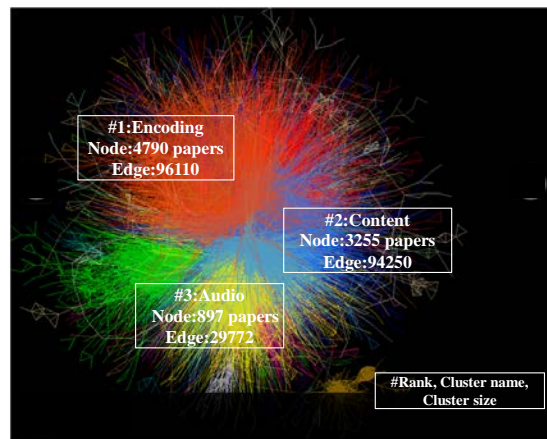 #1:Encoding
Node:4790 papers
Edge:96110
#2:Content
Node:3255 papers
Edge:94250
#3:Audio
Node:897 papers
Edge:29772
#Rank, Cluster name,
Cluster size